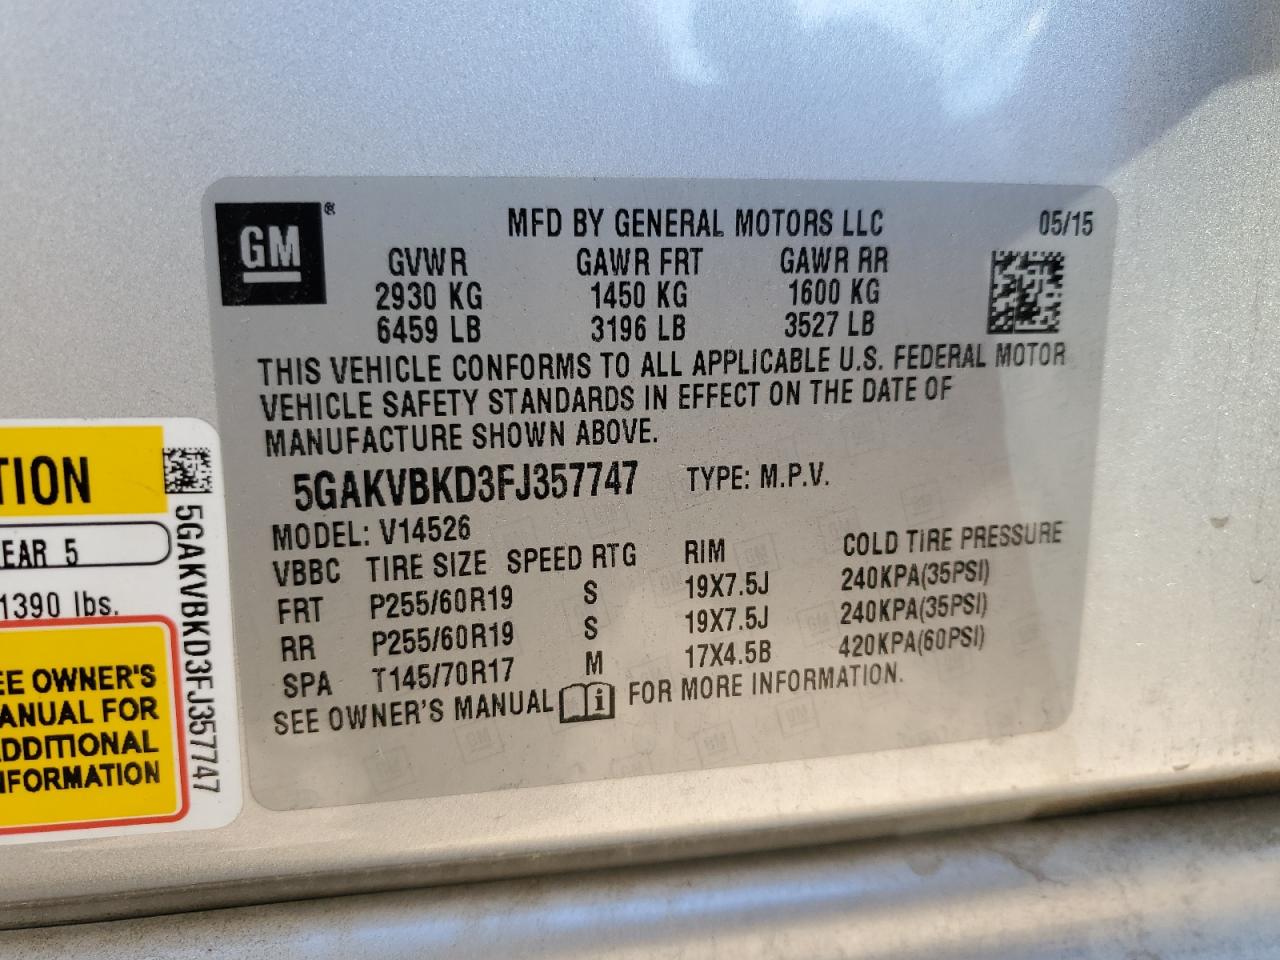 GM ®
MFD BY GENERAL MOTORS LLC 05/15
GVWR GAWR FRT GAWR RR
2930 KG 1450 KG 1600 KG
6459 LB 3196 LB 3527 LB
THIS VEHICLE CONFORMS TO ALL APPLICABLE U.S. FEDERAL MOTOR
VEHICLE SAFETY STANDARDS IN EFFECT ON THE DATE OF
MANUFACTURE SHOWN ABOVE.
5GAKVBKD3FJ357747 TYPE: M.P.V.
MODEL: V14526
VBBC TIRE SIZE SPEED RTG RIM COLD TIRE PRESSURE
FRT P255/60R19 S 19X7.5J 240KPA(35PSI)
RR P255/60R19 S 19X7.5J 240KPA(35PSI)
SPA T145/70R17 M 17X4.5B 420KPA(60PSI)
SEE OWNER'S MANUAL i FOR MORE INFORMATION.
TION
EAR 5
1390 lbs.
EE OWNER'S
ANUAL FOR
DDITIONAL
NFORMATION
5GAKVBKD3FJ357747